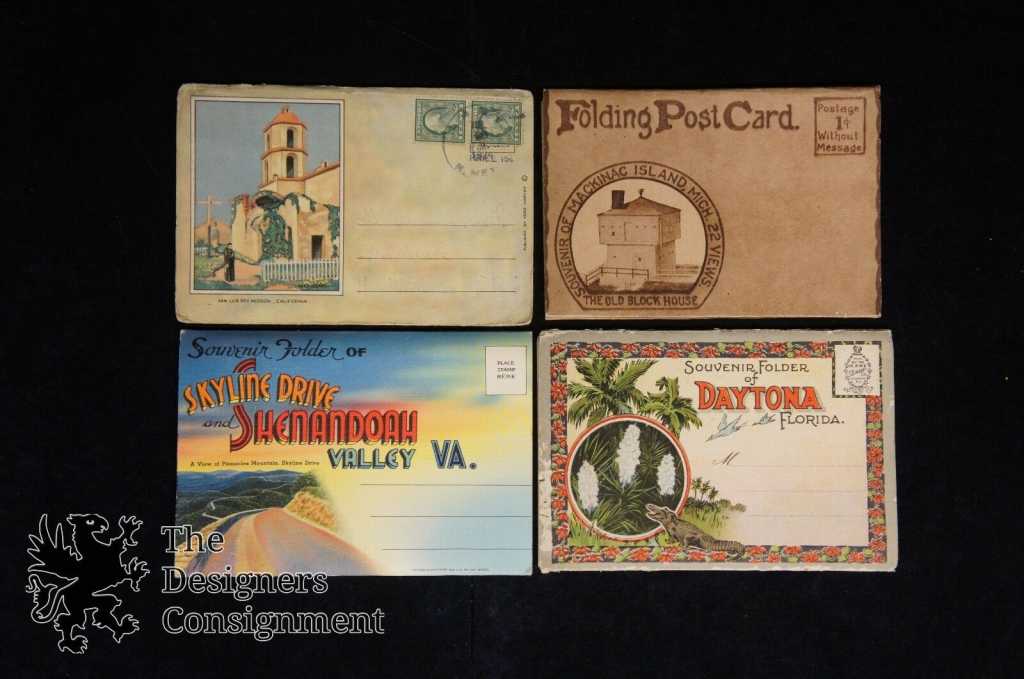 SAN LUIS REY MISSION, CALIFORNIA
Folding Post Card.
Postage
1¢
Without
Message
SOUVENIR OF MACKINAC ISLAND, MICH. 22 VIEWS.
THE OLD BLOCK HOUSE
Souvenir Folder OF
SKYLINE DRIVE
and SHENANDOAH
VALLEY VA.
A View of Pinnacles Mountain, Skyline Drive
PLACE
STAMP
HERE
SOUVENIR FOLDER
of
DAYTONA
FLORIDA.
M
The
Designers
Consignment